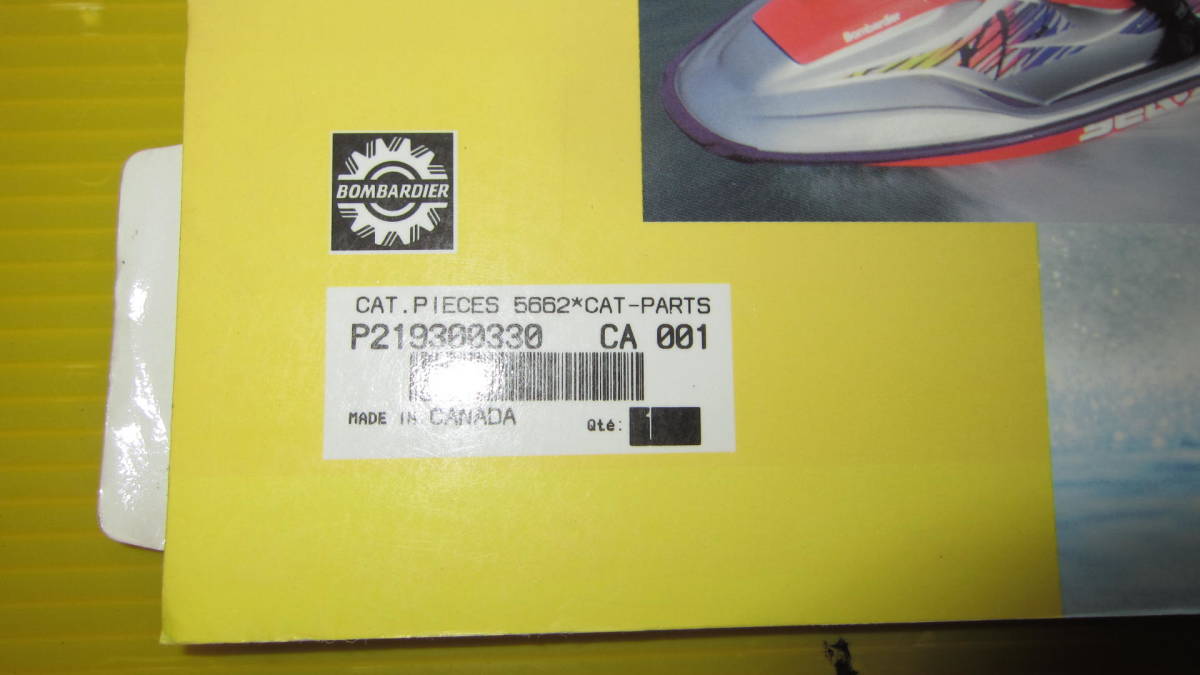 Bombardier
BOMBARDIER
CAT.PIECES 5662*CAT-PARTS
P219300330 CA 001
MADE IN CANADA
Qté: 1